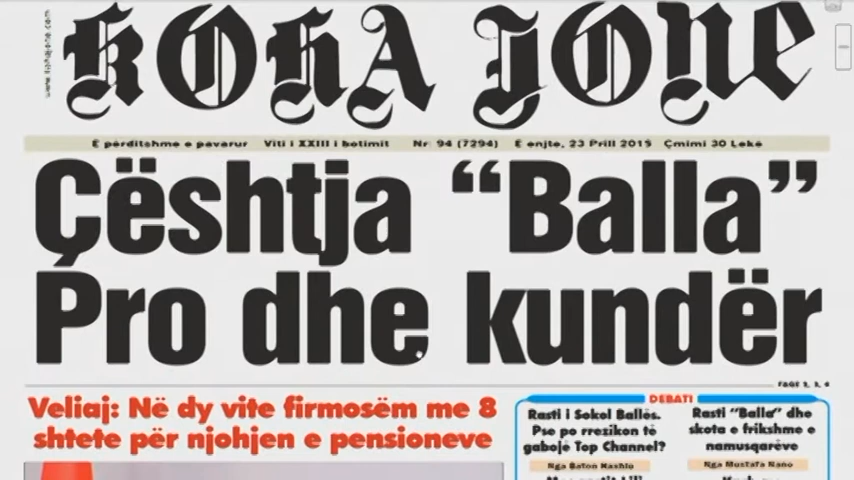 KOHA JONE
E përditshme e pavarur Viti i XXIII i botimit Nr. 94 (7294) E enjte, 23 Prill 2015 Çmimi 30 Lekë
Çështja “Balla”
Pro dhe kundër
FAQE 2, 3, 4
Veliaj: Në dy vite firmosëm me 8
shtete për njohjen e pensioneve
DEBATI
Rasti i Sokol Ballës.
Pse po rrezikon të
gabojë Top Channel?
Nga Baton Haxhiu
Rasti “Balla” dhe
skota e frikshme e
namusqarëve
Nga Mustafa Nano